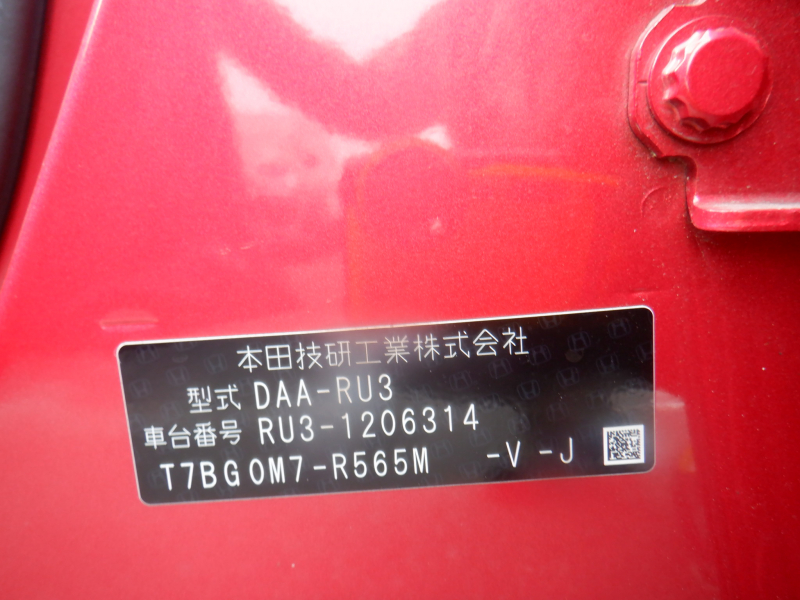 本田技研工業株式会社
型式 DAA-RU3
車台番号 RU3-1206314
T7BG0M7-R565M -V -J